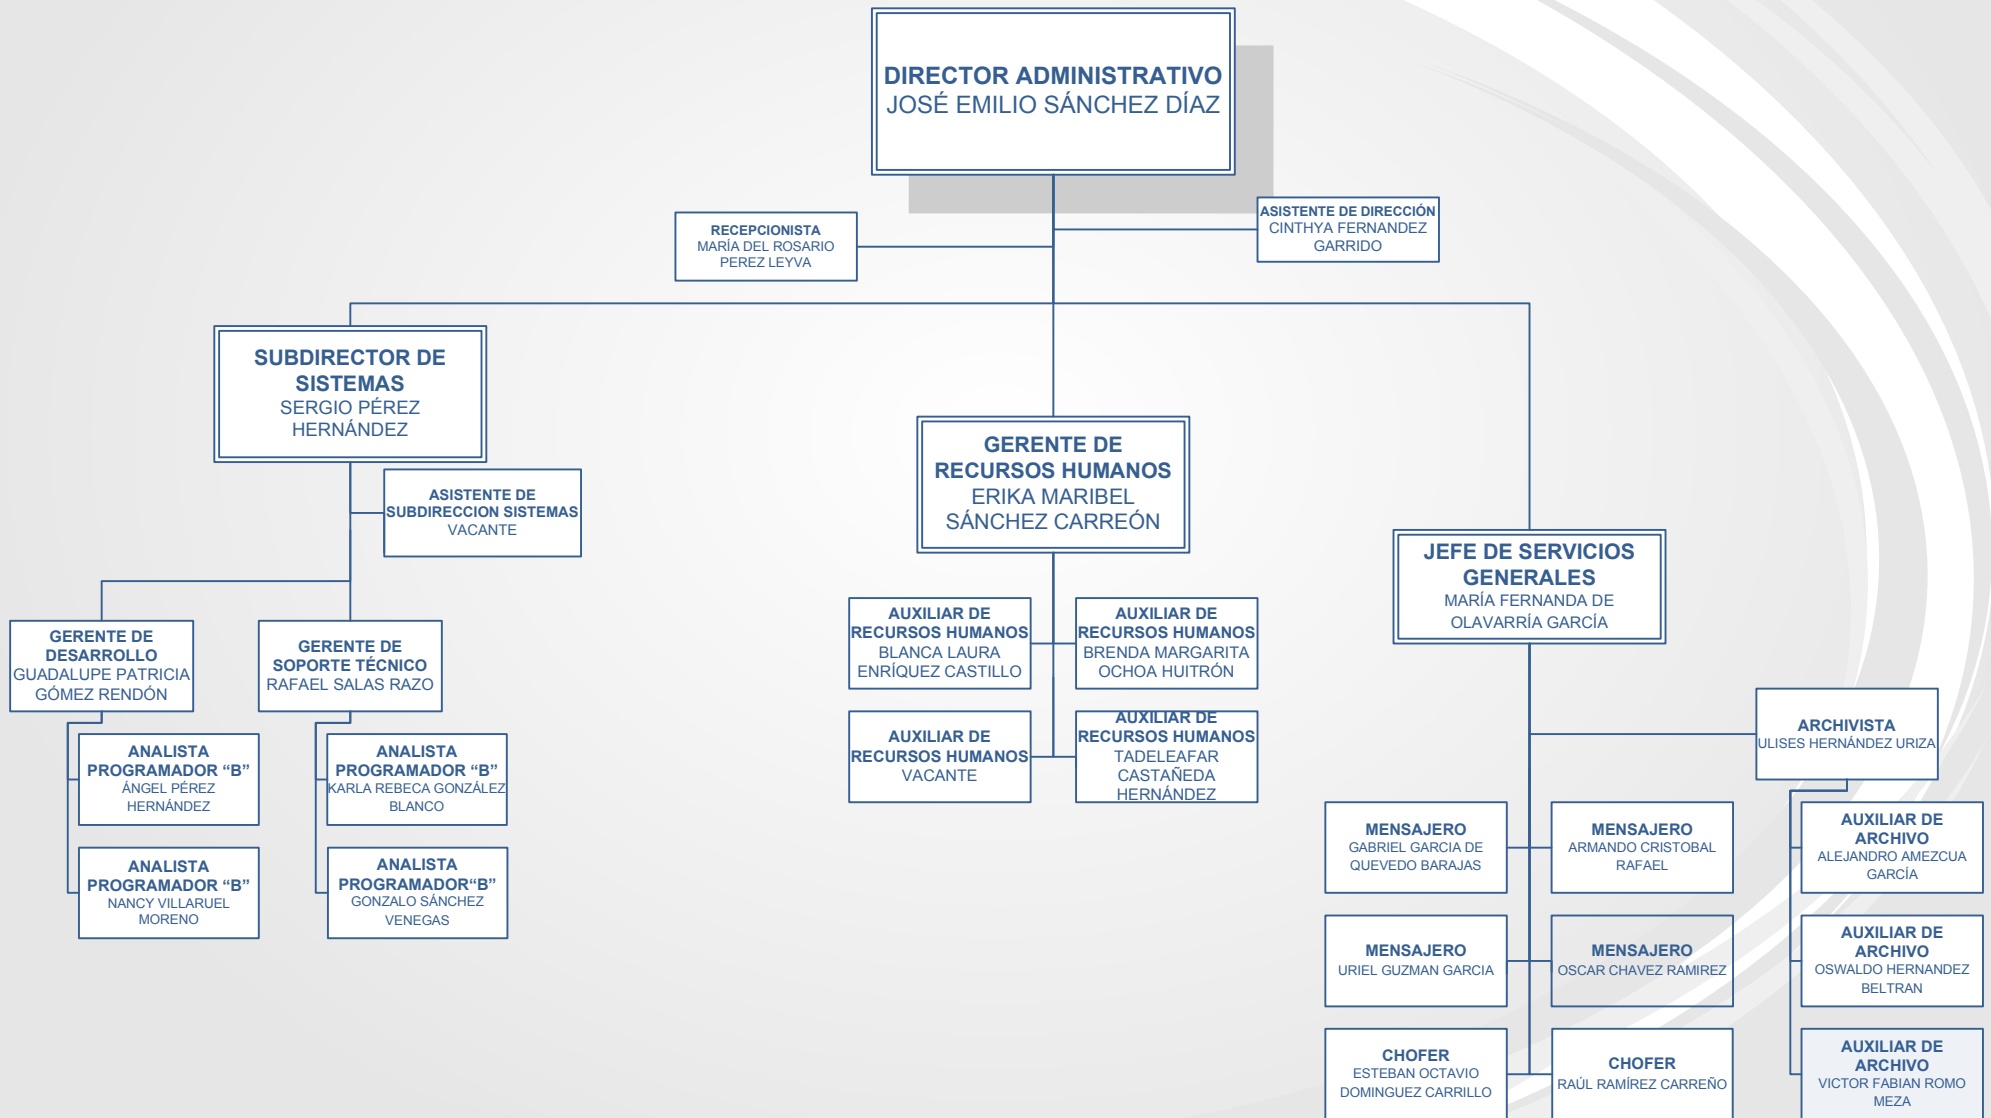 DIRECTOR ADMINISTRATIVO
JOSÉ EMILIO SÁNCHEZ DÍAZ
RECEPCIONISTA
MARÍA DEL ROSARIO
PEREZ LEYVA
ASISTENTE DE DIRECCIÓN
CINTHYA FERNANDEZ
GARRIDO
SUBDIRECTOR DE
SISTEMAS
SERGIO PÉREZ
HERNÁNDEZ
ASISTENTE DE
SUBDIRECCION SISTEMAS
VACANTE
GERENTE DE
DESARROLLO
GUADALUPE PATRICIA
GÓMEZ RENDÓN
GERENTE DE
SOPORTE TÉCNICO
RAFAEL SALAS RAZO
ANALISTA
PROGRAMADOR “B”
ÁNGEL PÉREZ
HERNÁNDEZ
ANALISTA
PROGRAMADOR “B”
KARLA REBECA GONZÁLEZ
BLANCO
ANALISTA
PROGRAMADOR “B”
NANCY VILLARUEL
MORENO
ANALISTA
PROGRAMADOR“B”
GONZALO SÁNCHEZ
VENEGAS
GERENTE DE
RECURSOS HUMANOS
ERIKA MARIBEL
SÁNCHEZ CARREÓN
AUXILIAR DE
RECURSOS HUMANOS
BLANCA LAURA
ENRÍQUEZ CASTILLO
AUXILIAR DE
RECURSOS HUMANOS
BRENDA MARGARITA
OCHOA HUITRÓN
AUXILIAR DE
RECURSOS HUMANOS
VACANTE
AUXILIAR DE
RECURSOS HUMANOS
TADELEAFAR
CASTAÑEDA
HERNÁNDEZ
JEFE DE SERVICIOS
GENERALES
MARÍA FERNANDA DE
OLAVARRÍA GARCÍA
ARCHIVISTA
ULISES HERNÁNDEZ URIZA
MENSAJERO
GABRIEL GARCIA DE
QUEVEDO BARAJAS
MENSAJERO
ARMANDO CRISTOBAL
RAFAEL
AUXILIAR DE
ARCHIVO
ALEJANDRO AMEZCUA
GARCÍA
MENSAJERO
URIEL GUZMAN GARCIA
MENSAJERO
OSCAR CHAVEZ RAMIREZ
AUXILIAR DE
ARCHIVO
OSWALDO HERNANDEZ
BELTRAN
CHOFER
ESTEBAN OCTAVIO
DOMINGUEZ CARRILLO
CHOFER
RAÚL RAMÍREZ CARREÑO
AUXILIAR DE
ARCHIVO
VICTOR FABIAN ROMO
MEZA